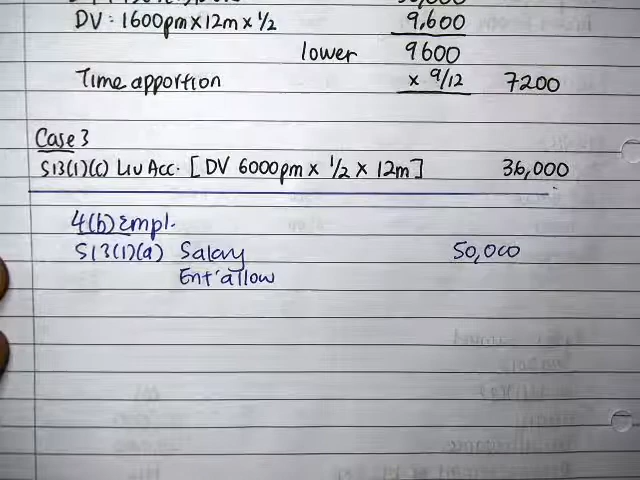 DV: 1600pm x 12m x 1/2 9,600
lower 9600
Time apportion x 9/12 7200
Case 3
S13(1)(c) Liv Acc. [DV 6000pm x 1/2 x 12m] 36,000
4(b) Empl.
S13(1)(a) Salary 50,000
Ent' allow